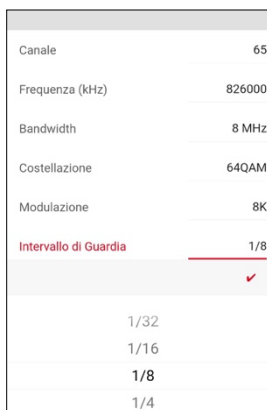 Canale 65
Frequenza (kHz) 826000
Bandwidth 8 MHz
Costellazione 64QAM
Modulazione 8K
Intervallo di Guardia 1/8
1/32
1/16
1/8
1/4